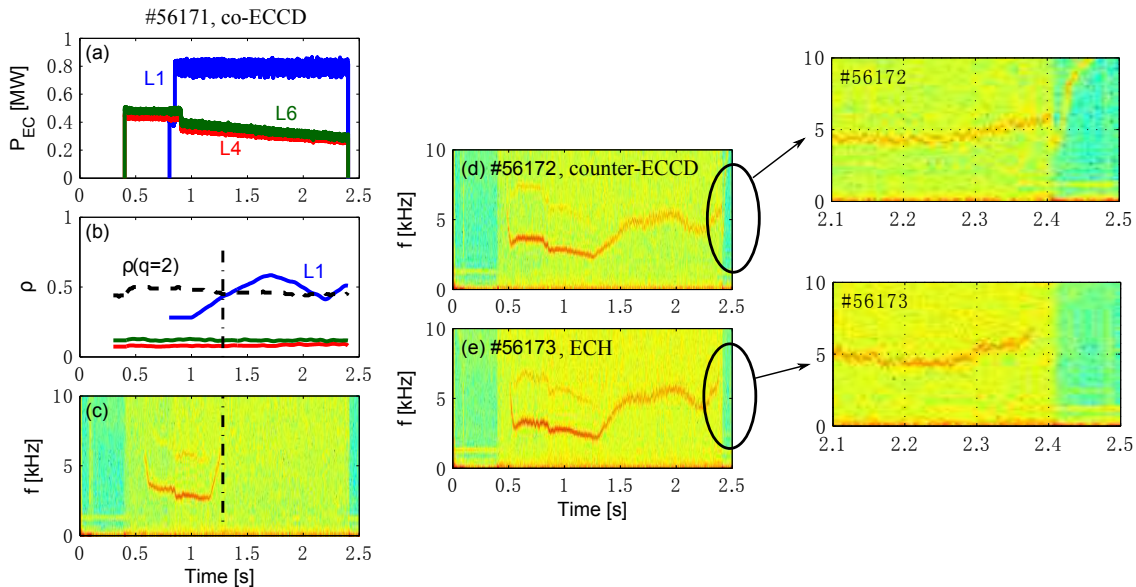 #56171, co-ECCD
(a)
L1
L6
L4
P_EC [MW]
1
0.8
0.6
0.4
0.2
0
0 0.5 1 1.5 2 2.5
(b)
ρ(q=2)
L1
ρ
1
0.5
0
0 0.5 1 1.5 2 2.5
(c)
f [kHz]
10
5
0
0 0.5 1 1.5 2 2.5
Time [s]
(d) #56172, counter-ECCD
f [kHz]
10
5
0
0 0.5 1 1.5 2 2.5
(e) #56173, ECH
f [kHz]
10
5
0
0 0.5 1 1.5 2 2.5
Time [s]
#56172
10
5
0
2.1 2.2 2.3 2.4 2.5
#56173
10
5
0
2.1 2.2 2.3 2.4 2.5